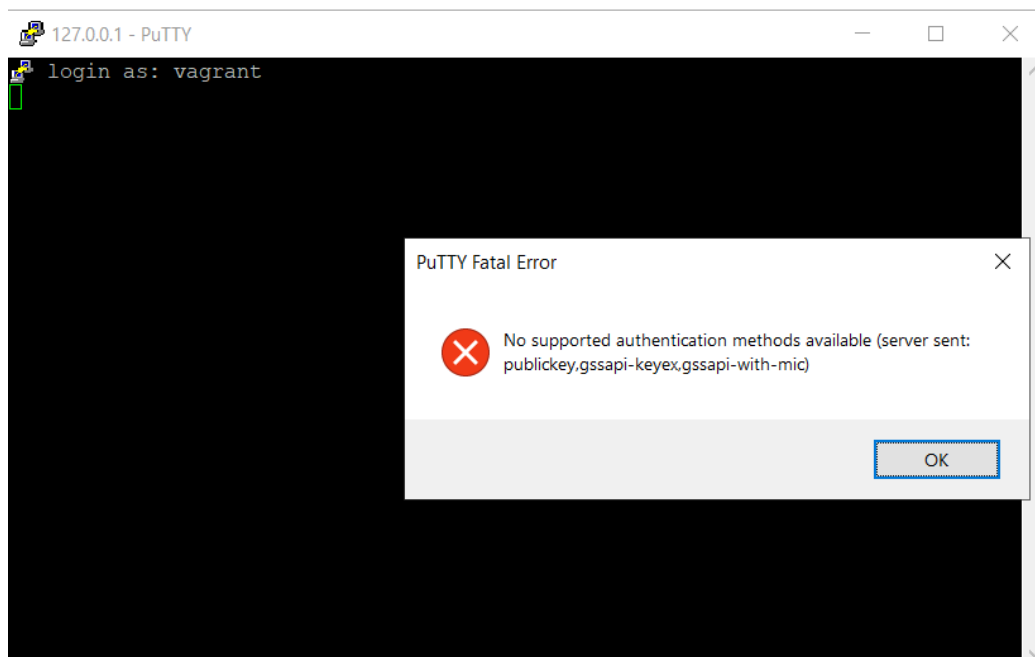 127.0.0.1 - PuTTY
login as: vagrant
PuTTY Fatal Error
No supported authentication methods available (server sent:
publickey,gssapi-keyex,gssapi-with-mic)
OK